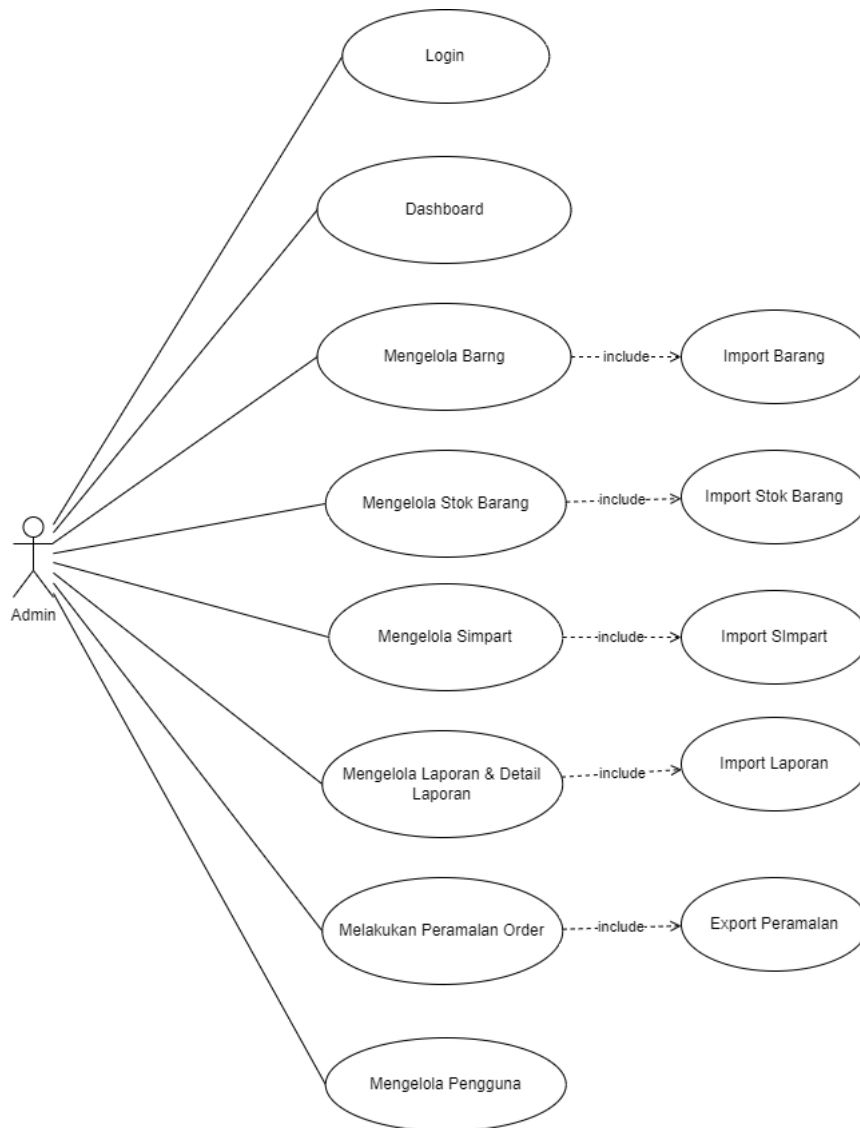 Login
Dashboard
Mengelola Barng
include
Import Barang
Mengelola Stok Barang
include
Import Stok Barang
Admin
Mengelola Simpart
include
Import SImpart
Mengelola Laporan & Detail
Laporan
include
Import Laporan
Melakukan Peramalan Order
include
Export Peramalan
Mengelola Pengguna